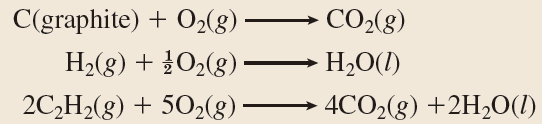 C(graphite) + O₂(g) ⟶ CO₂(g)
H₂(g) + ½O₂(g) ⟶ H₂O(l)
2C₂H₂(g) + 5O₂(g) ⟶ 4CO₂(g) +2H₂O(l)